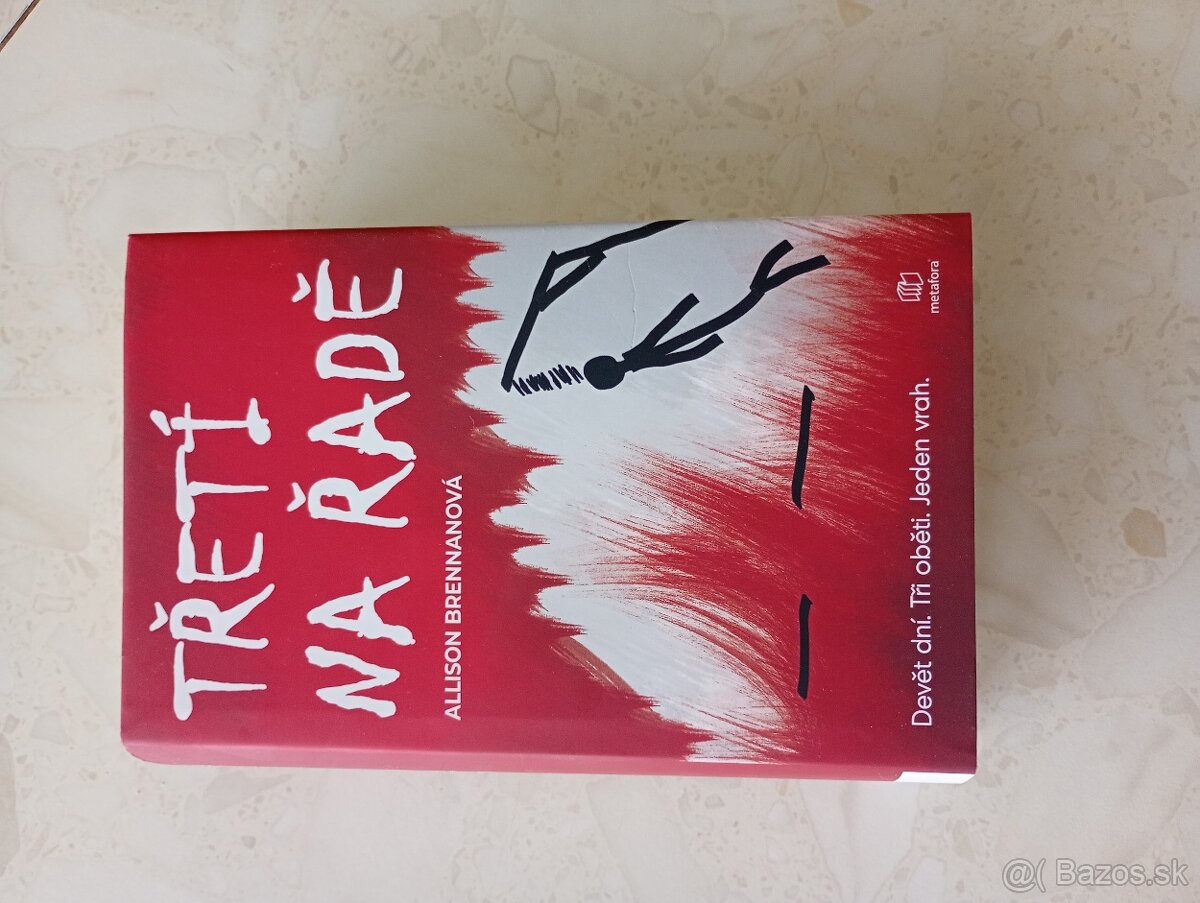 TŘETÍ
NA ŘADĚ
ALLISON BRENNANOVÁ
Devět dní. Tři oběti. Jeden vrah.
metafora
@( Bazos.sk